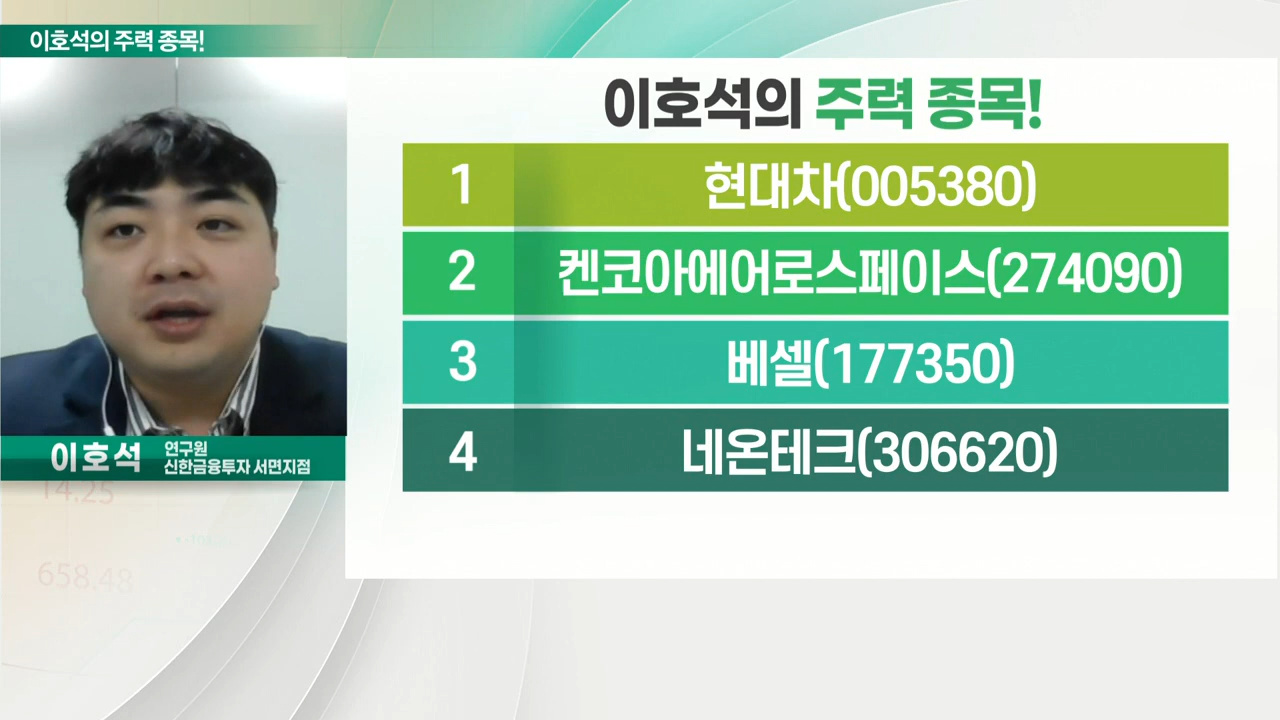 이호석의 주력 종목!
이호석의 주력 종목!
1 현대차(005380)
2 켄코아에어로스페이스(274090)
3 베셀(177350)
4 네온테크(306620)
이호석 연구원
신한금융투자 서면지점
14.25
658.48